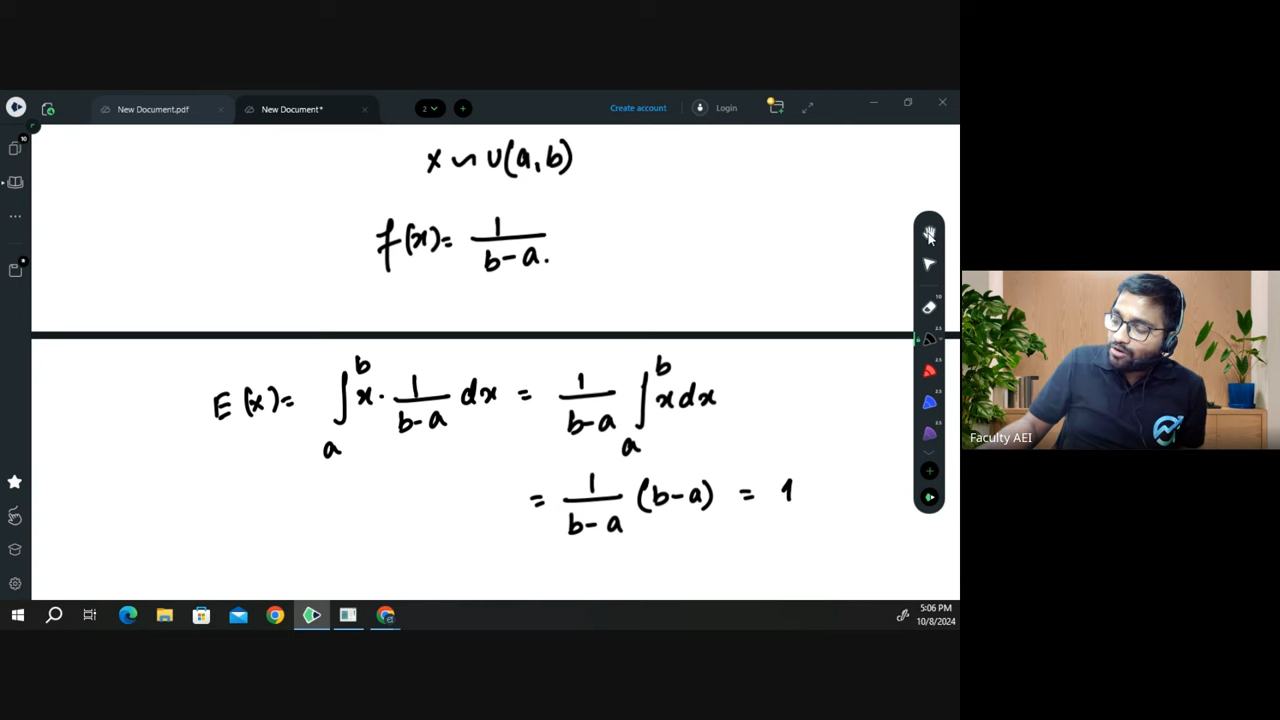 New Document.pdf New Document* 2 Create account Login
x ~ U(a, b)
f(x) = 1/(b-a).
E(x) = ∫_a^b x · 1/(b-a) dx = 1/(b-a) ∫_a^b x dx
= 1/(b-a) (b-a) = 1
Faculty AEI
5:06 PM
10/8/2024